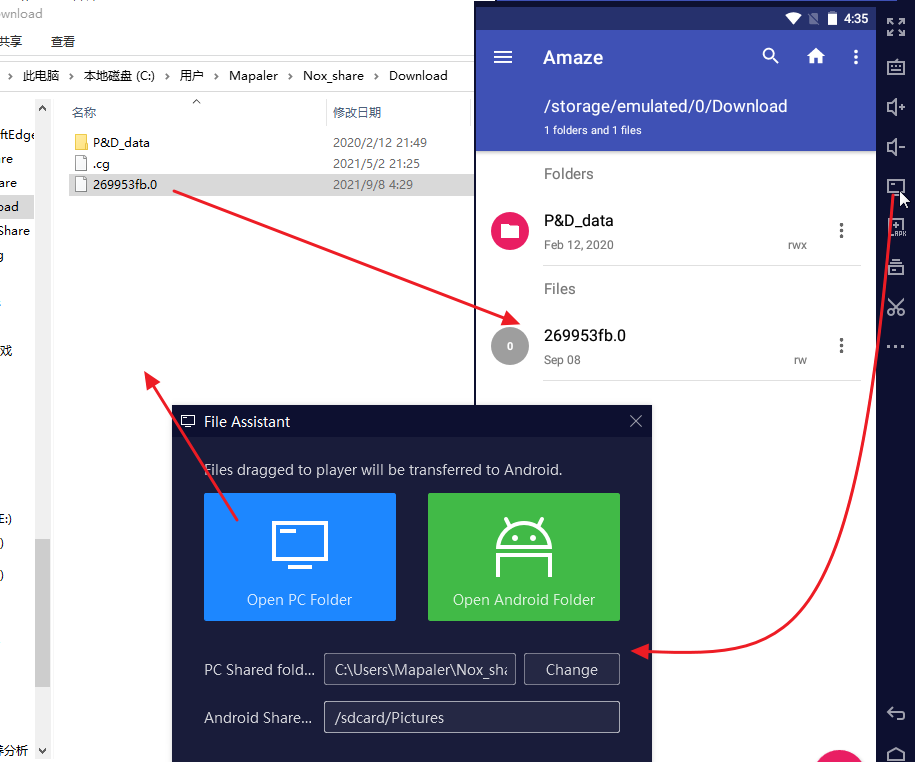 ownload
共享 查看
此电脑 本地磁盘 (C:) 用户 Mapaler Nox_share Download
名称 修改日期
P&D_data 2020/2/12 21:49
.cg 2021/5/2 21:25
269953fb.0 2021/9/8 4:29
ftEdge
re
are
oad
Share
g
戏
E:)
)
)
养分析
4:35
Amaze
/storage/emulated/0/Download
1 folders and 1 files
Folders
P&D_data
Feb 12, 2020 rwx
Files
0
269953fb.0
Sep 08 rw
APK
File Assistant
Files dragged to player will be transferred to Android.
Open PC Folder
Open Android Folder
PC Shared fold... C:\Users\Mapaler\Nox_sha Change
Android Share... /sdcard/Pictures